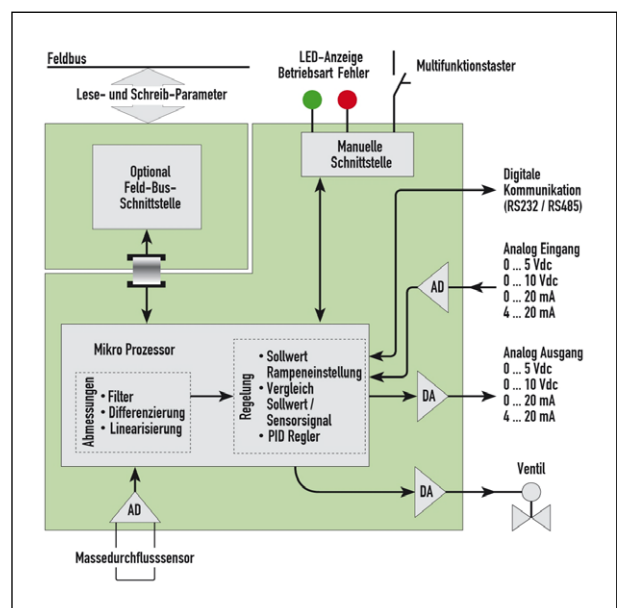 Feldbus
Lese- und Schreib-Parameter
LED-Anzeige
Betriebsart Fehler
Multifunktionstaster
Manuelle
Schnittstelle
Optional
Feld-Bus-
Schnittstelle
Digitale
Kommunikation
(RS232 / RS485)
Analog Eingang
0 ... 5 Vdc
0 ... 10 Vdc
0 ... 20 mA
4 ... 20 mA
AD
Mikro Prozessor
Abmessungen
• Filter
• Differenzierung
• Linearisierung
Regelung
• Sollwert
Rampeneinstellung
• Vergleich
Sollwert /
Sensorsignal
• PID Regler
Analog Ausgang
0 ... 5 Vdc
0 ... 10 Vdc
0 ... 20 mA
4 ... 20 mA
DA
DA
Ventil
AD
Massedurchflusssensor